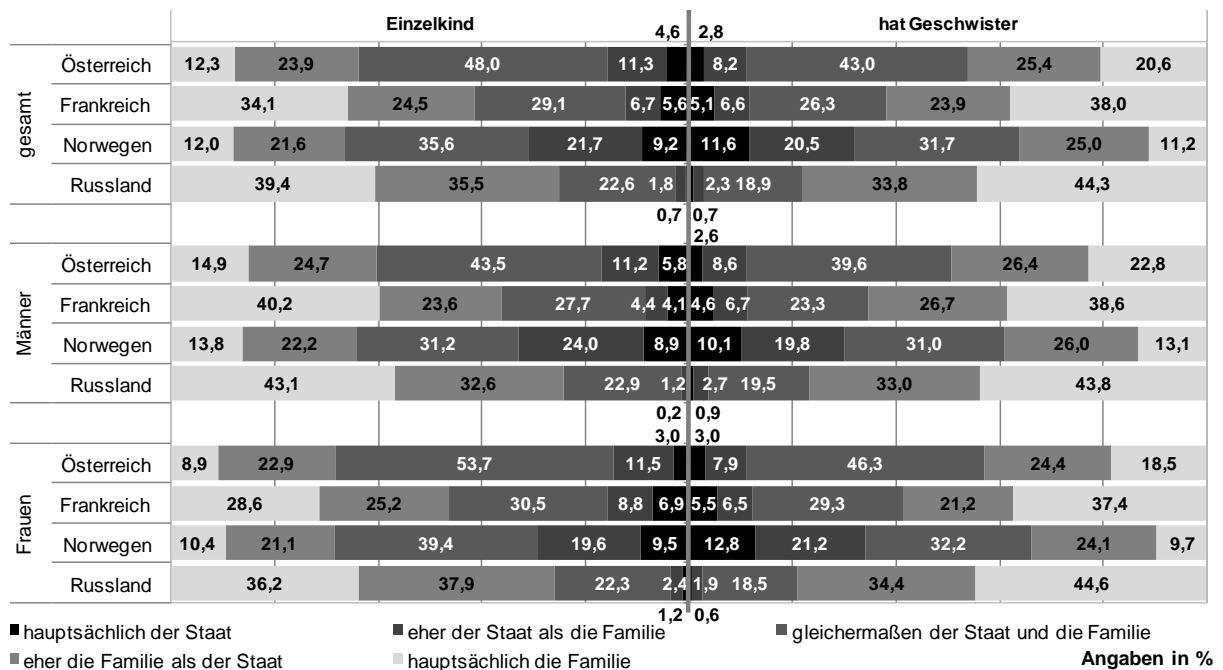 Einzelkind hat Geschwister
4,6 2,8
gesamt
Österreich 12,3 23,9 48,0 11,3 8,2 43,0 25,4 20,6
Frankreich 34,1 24,5 29,1 6,7 5,6 5,1 6,6 26,3 23,9 38,0
Norwegen 12,0 21,6 35,6 21,7 9,2 11,6 20,5 31,7 25,0 11,2
Russland 39,4 35,5 22,6 1,8 2,3 18,9 33,8 44,3
0,7 0,7
2,6
Männer
Österreich 14,9 24,7 43,5 11,2 5,8 8,6 39,6 26,4 22,8
Frankreich 40,2 23,6 27,7 4,4 4,1 4,6 6,7 23,3 26,7 38,6
Norwegen 13,8 22,2 31,2 24,0 8,9 10,1 19,8 31,0 26,0 13,1
Russland 43,1 32,6 22,9 1,2 2,7 19,5 33,0 43,8
0,2 0,9
3,0 3,0
Frauen
Österreich 8,9 22,9 53,7 11,5 7,9 46,3 24,4 18,5
Frankreich 28,6 25,2 30,5 8,8 6,9 5,5 6,5 29,3 21,2 37,4
Norwegen 10,4 21,1 39,4 19,6 9,5 12,8 21,2 32,2 24,1 9,7
Russland 36,2 37,9 22,3 2,4 1,9 18,5 34,4 44,6
1,2 0,6
hauptsächlich der Staat eher der Staat als die Familie gleichermaßen der Staat und die Familie
eher die Familie als der Staat hauptsächlich die Familie Angaben in %